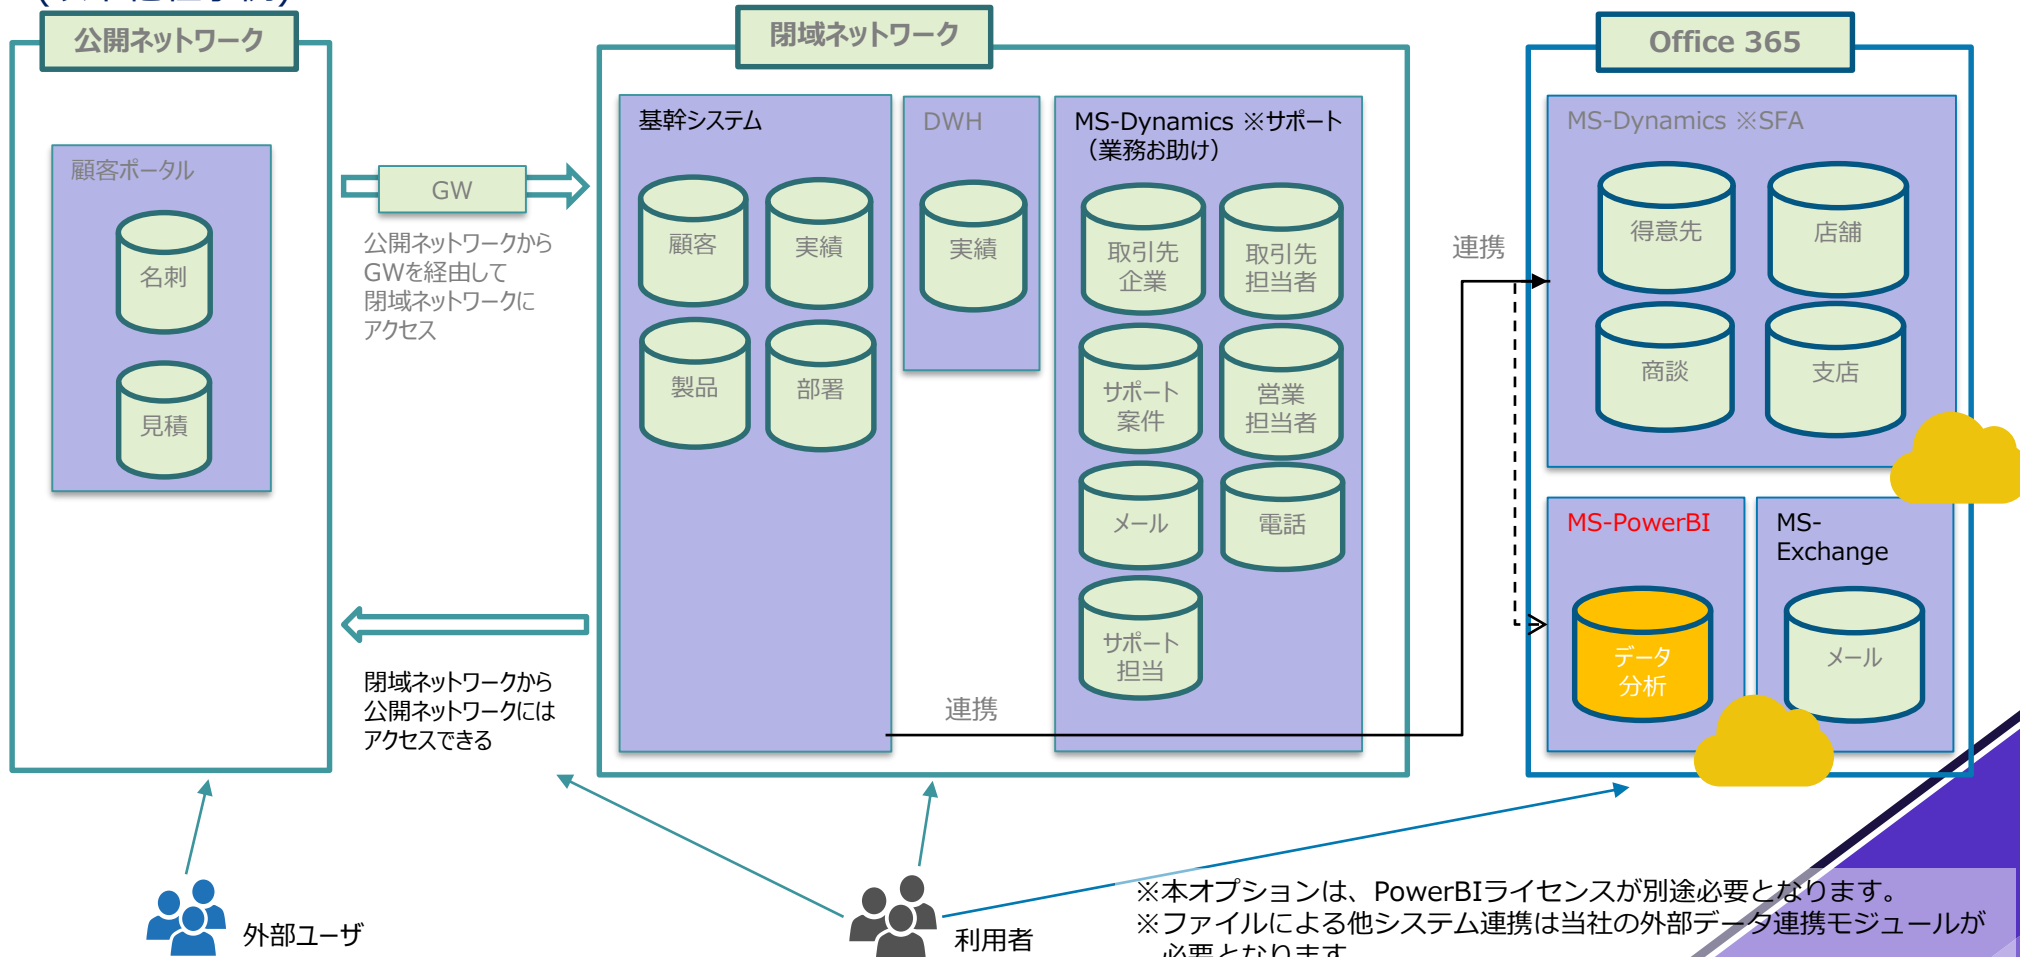 公開ネットワーク
顧客ポータル
名刺
見積
GW
公開ネットワークから
GWを経由して
閉域ネットワークに
アクセス
閉域ネットワークから
公開ネットワークには
アクセスできる
閉域ネットワーク
基幹システム
顧客
実績
製品
部署
DWH
実績
MS-Dynamics ※サポート
（業務お助け）
取引先
企業
取引先
担当者
サポート
案件
営業
担当者
メール
電話
サポート
担当
連携
連携
Office 365
MS-Dynamics ※SFA
得意先
店舗
商談
支店
MS-PowerBI
データ
分析
MS-
Exchange
メール
外部ユーザ
利用者
※本オプションは、PowerBIライセンスが別途必要となります。
※ファイルによる他システム連携は当社の外部データ連携モジュールが
必要となります